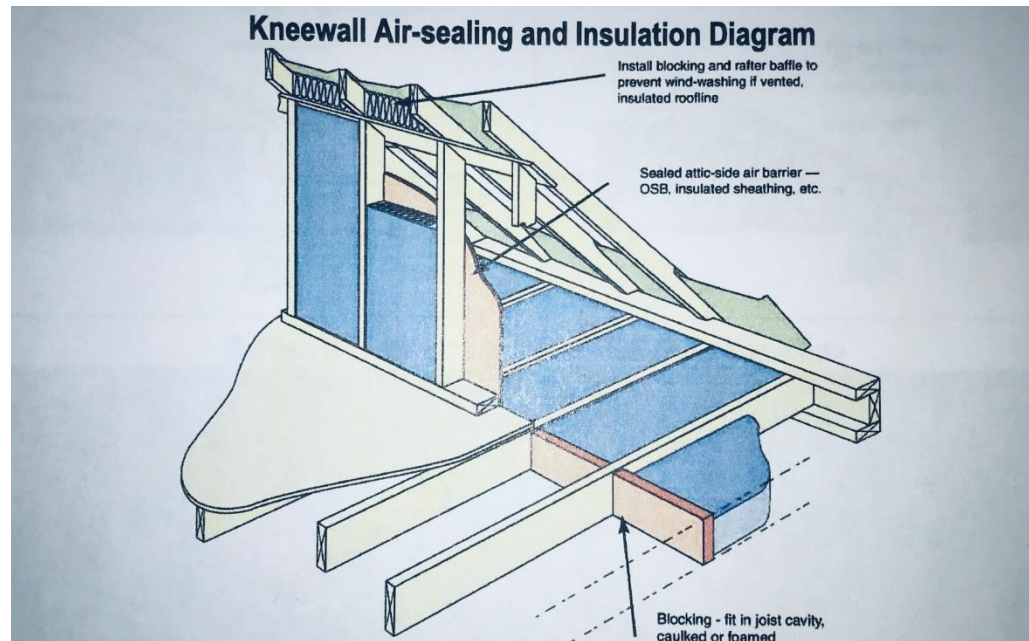 Kneewall Air-sealing and Insulation Diagram
Install blocking and rafter baffle to
prevent wind-washing if vented,
insulated roofline
Sealed attic-side air barrier —
OSB, insulated sheathing, etc.
Blocking - fit in joist cavity,
caulked or foamed